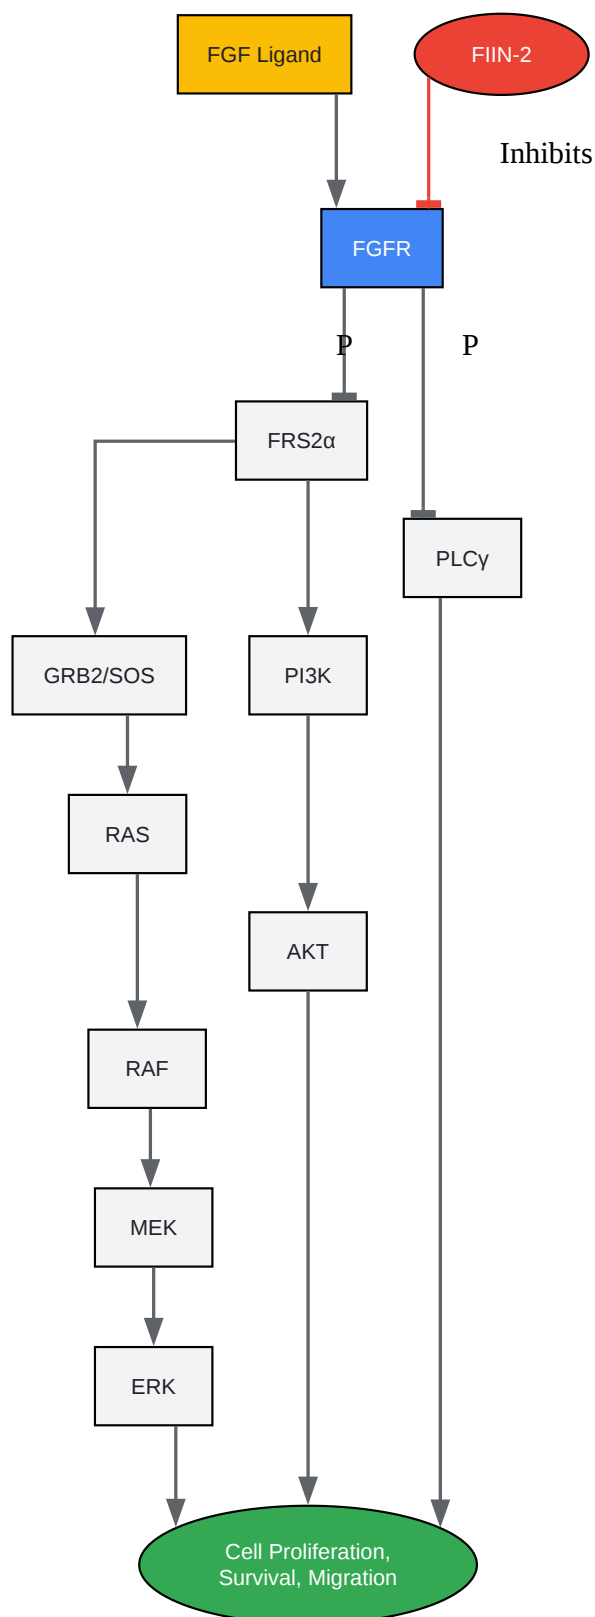 FGF Ligand
FIIN-2
Inhibits
FGFR
P
P
FRS2α
PLCγ
GRB2/SOS
PI3K
RAS
AKT
RAF
MEK
ERK
Cell Proliferation,
Survival, Migration